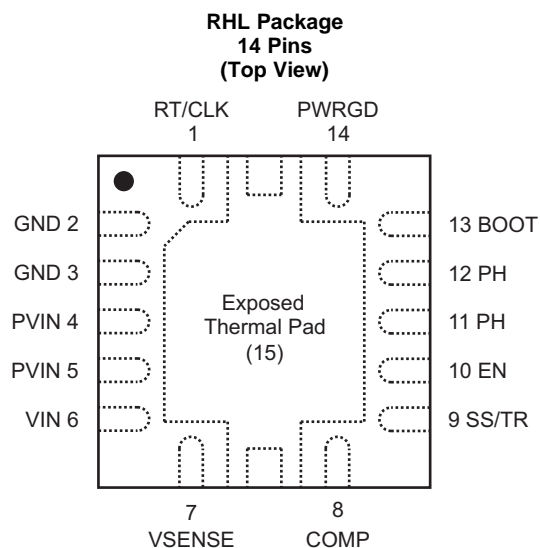 RHL Package
14 Pins
(Top View)
RT/CLK
1
PWRGD
14
GND 2
GND 3
PVIN 4
PVIN 5
VIN 6
Exposed
Thermal Pad
(15)
13 BOOT
12 PH
11 PH
10 EN
9 SS/TR
7
VSENSE
8
COMP